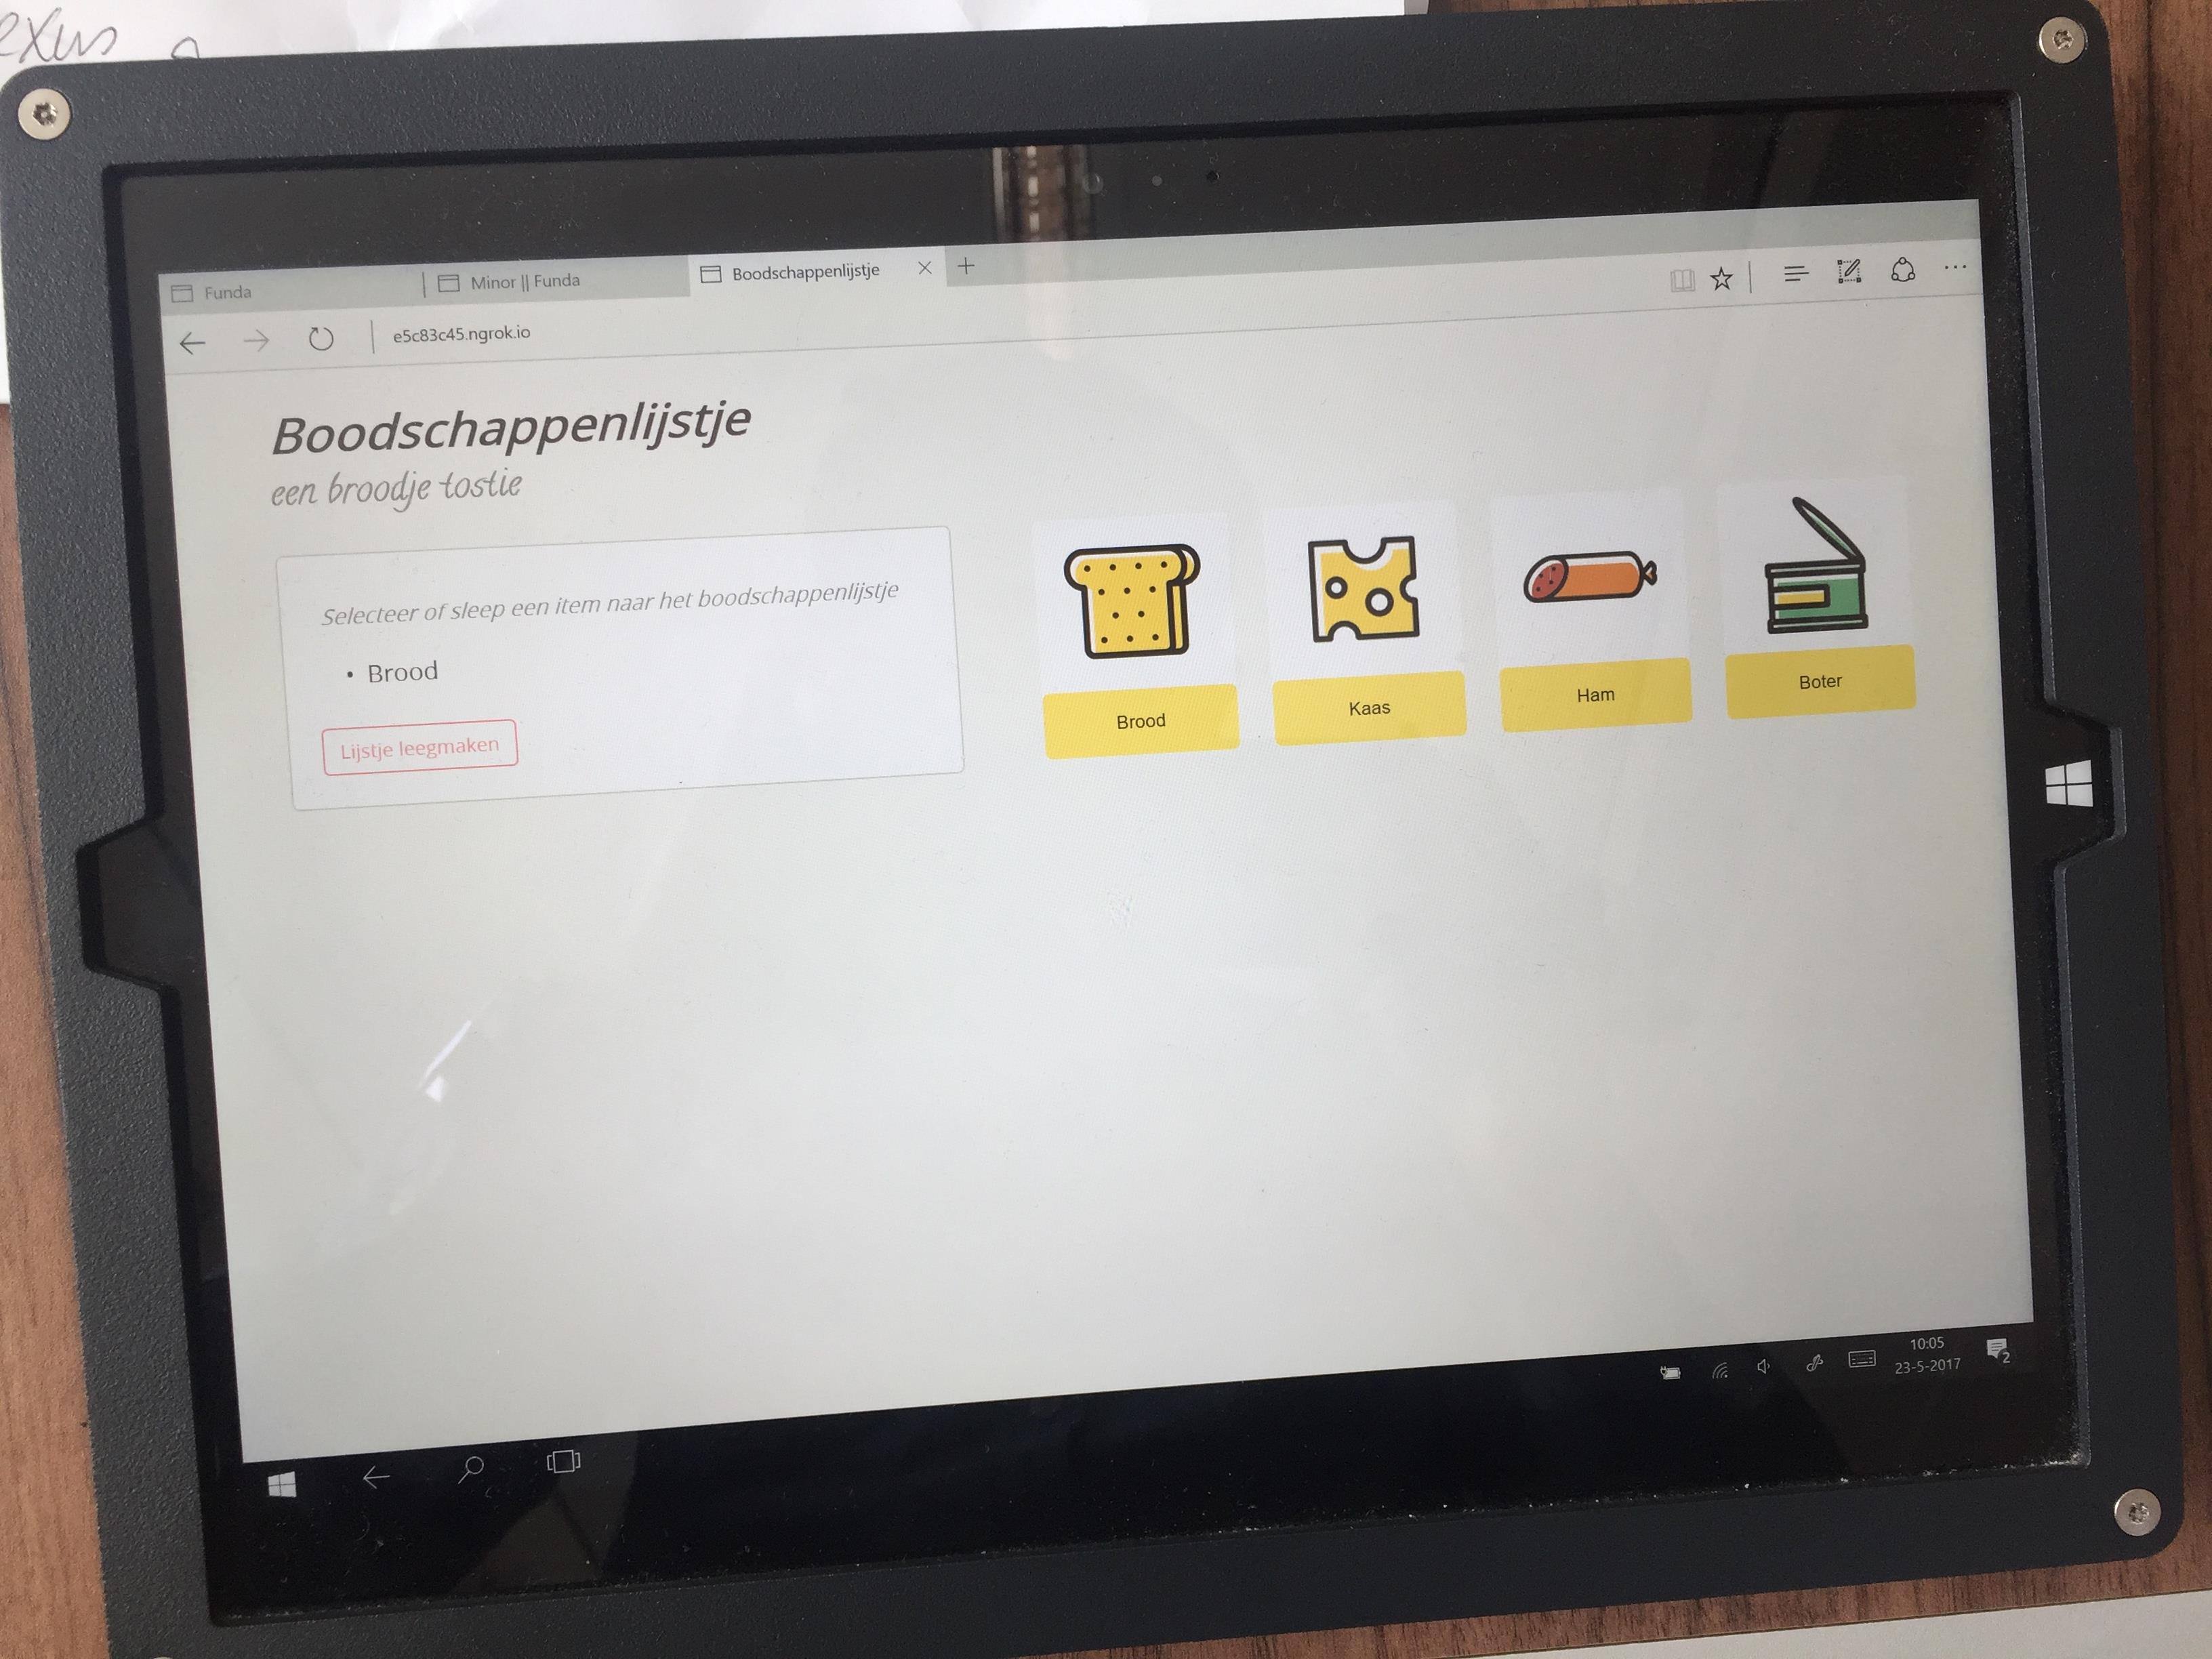 Funda
Minor || Funda
Boodschappenlijstje
e5c83c45.ngrok.io
Boodschappenlijstje
een broodje tostie
Selecteer of sleep een item naar het boodschappenlijstje
• Brood
Lijstje leegmaken
Brood
Kaas
Ham
Boter
10:05
23-5-2017
2